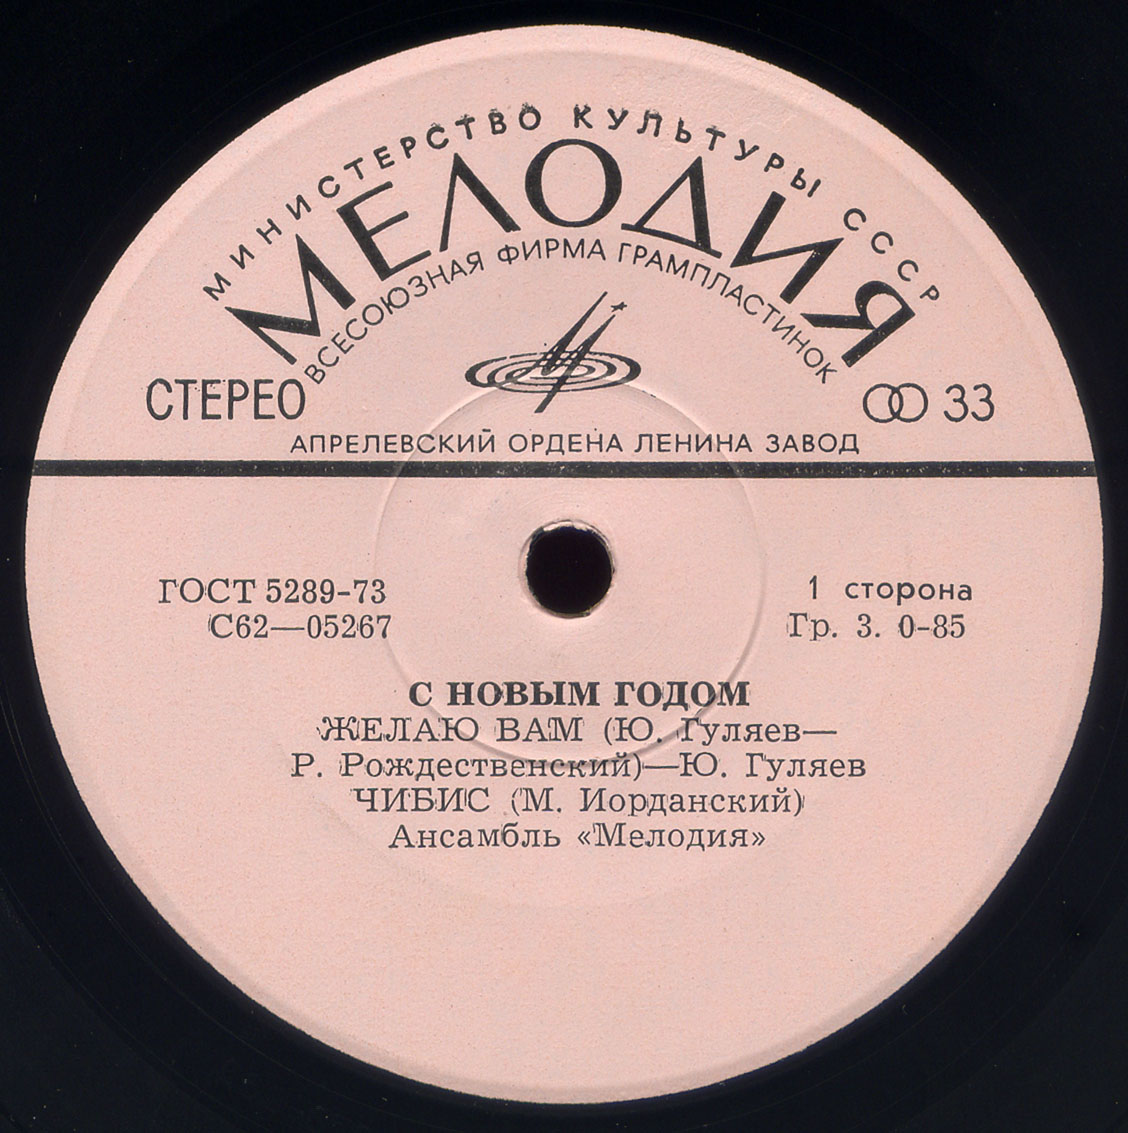 МИНИСТЕРСТВО КУЛЬТУРЫ СССР
МЕЛОДИЯ
ВСЕСОЮЗНАЯ ФИРМА ГРАМПЛАСТИНОК
СТЕРЕО
33
АПРЕЛЕВСКИЙ ОРДЕНА ЛЕНИНА ЗАВОД
ГОСТ 5289-73
С62—05267
1 сторона
Гр. 3. 0-85
С НОВЫМ ГОДОМ
ЖЕЛАЮ ВАМ (Ю. Гуляев—
Р. Рождественский)—Ю. Гуляев
ЧИБИС (М. Иорданский)
Ансамбль «Мелодия»